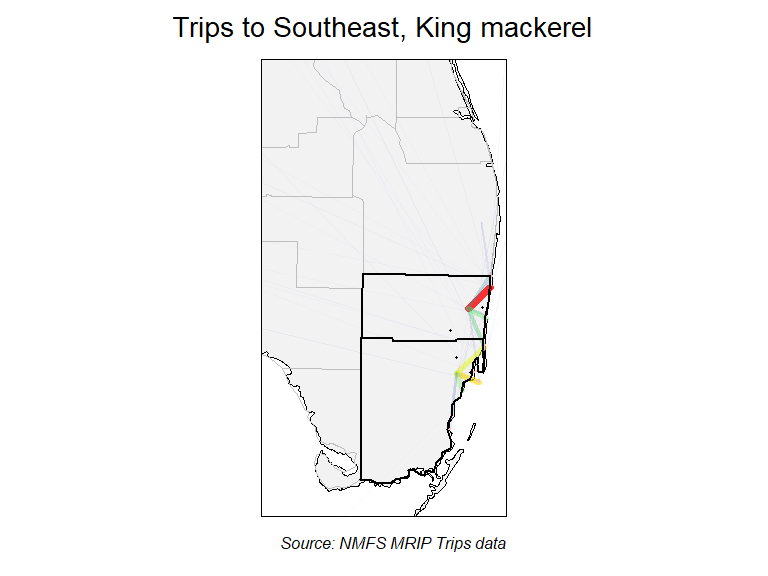 Trips to Southeast, King mackerel
Source: NMFS MRIP Trips data